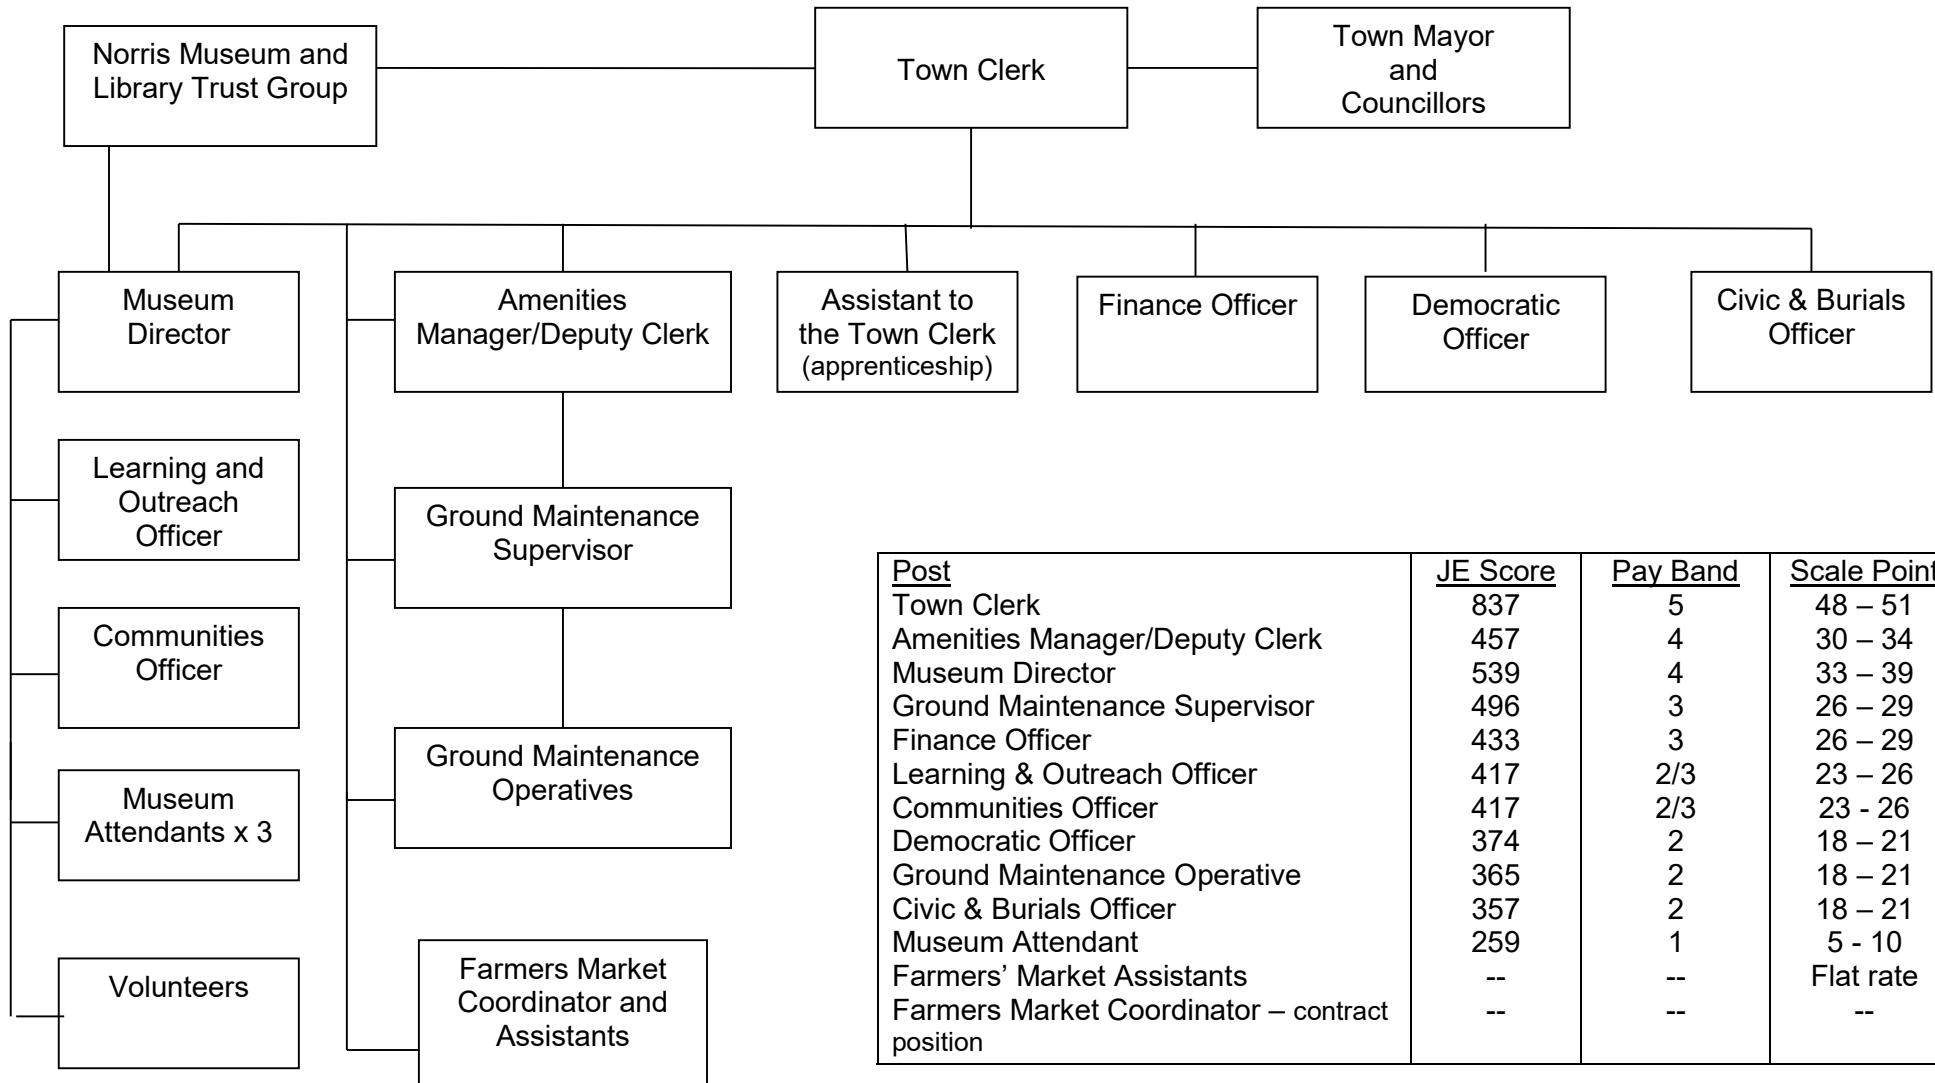 Norris Museum and
Library Trust Group
Town Clerk
Town Mayor
and
Councillors
Museum
Director
Amenities
Manager/Deputy Clerk
Assistant to
the Town Clerk
(apprenticeship)
Finance Officer
Democratic
Officer
Civic & Burials
Officer
Learning and
Outreach
Officer
Ground Maintenance
Supervisor
Communities
Officer
Ground Maintenance
Operatives
Museum
Attendants x 3
Volunteers
Farmers Market
Coordinator and
Assistants
Post JE Score Pay Band Scale Point
Town Clerk 837 5 48 – 51
Amenities Manager/Deputy Clerk 457 4 30 – 34
Museum Director 539 4 33 – 39
Ground Maintenance Supervisor 496 3 26 – 29
Finance Officer 433 3 26 – 29
Learning & Outreach Officer 417 2/3 23 – 26
Communities Officer 417 2/3 23 - 26
Democratic Officer 374 2 18 – 21
Ground Maintenance Operative 365 2 18 – 21
Civic & Burials Officer 357 2 18 – 21
Museum Attendant 259 1 5 - 10
Farmers’ Market Assistants -- -- Flat rate
Farmers Market Coordinator – contract -- -- --
position